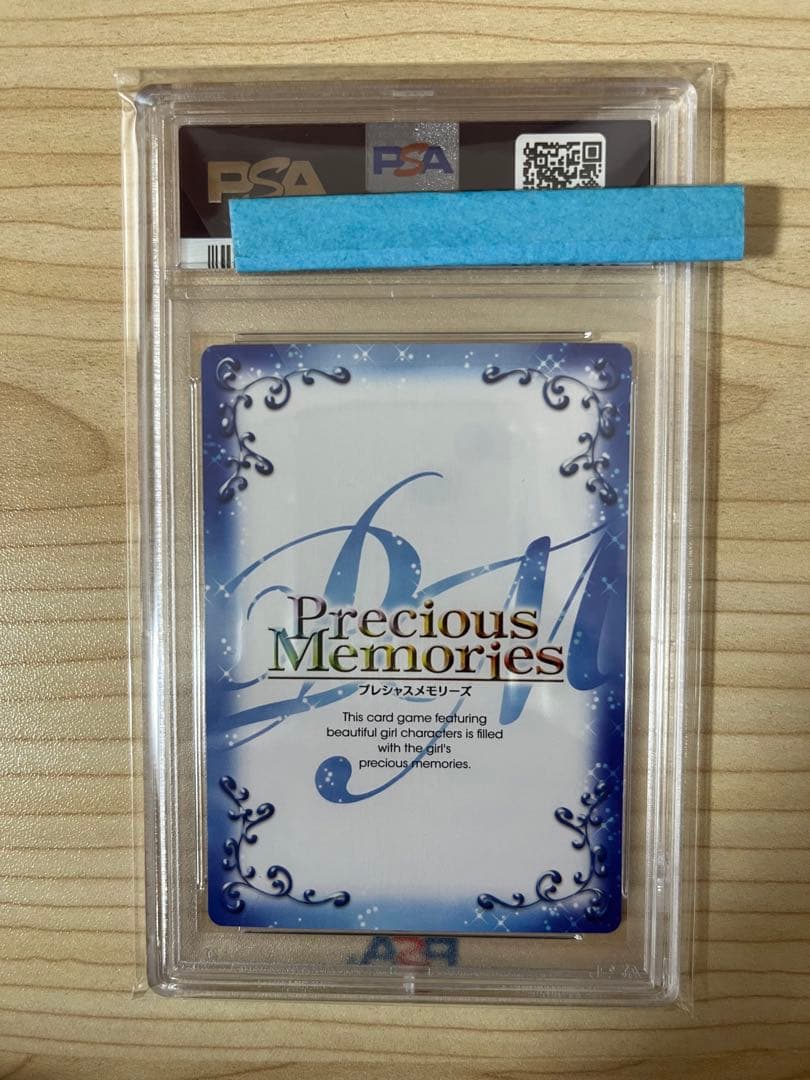 PSA
PSA
Precious
Memories
プレシャスメモリーズ
This card game featuring
beautiful girl characters is filled
with the girl's
precious memories.
PSA